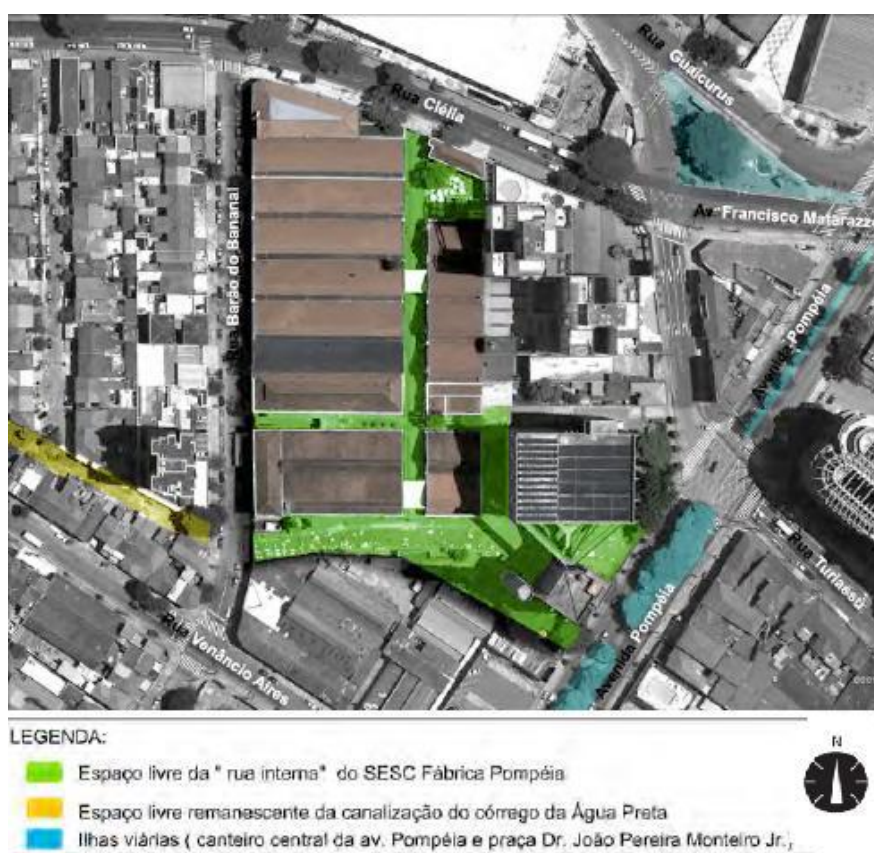 Rua Guaicurus
Rua Clélia
Av. Francisco Matarazzo
Rua Barão do Bananal
Avenida Pompéia
Rua Turiassú
Avenida Pompéia
Rua Venâncio Aires
LEGENDA:
N
Espaço livre da " rua interna" do SESC Fábrica Pompéia
Espaço livre remanescente da canalização do córrego da Água Preta
Ilhas viárias ( canteiro central da av. Pompéia e praça Dr. João Pereira Monteiro Jr.)